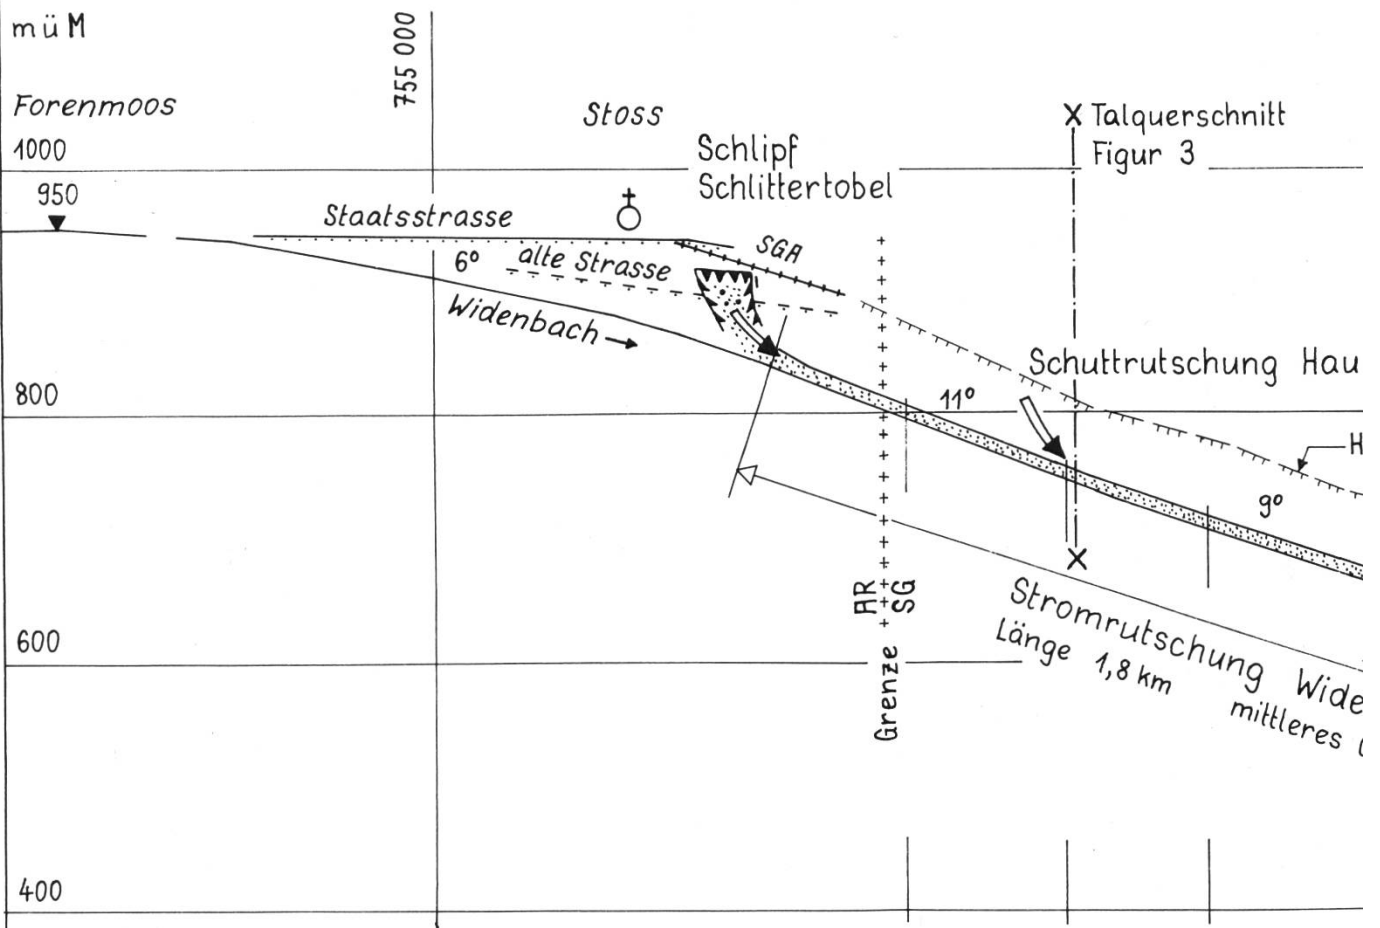 müM
755 000
Forenmoos
Stoss
Talquerschnitt
Figur 3
Schlipf
Schlittertobel
1000
950
Staatsstrasse
SGA
6° alte Strasse
Widenbach
Schuttrutschung Hau
800
11°
H
9°
AR
SG
Grenze
Stromrutschung Wide
Länge 1,8 km
mittleres
600
400